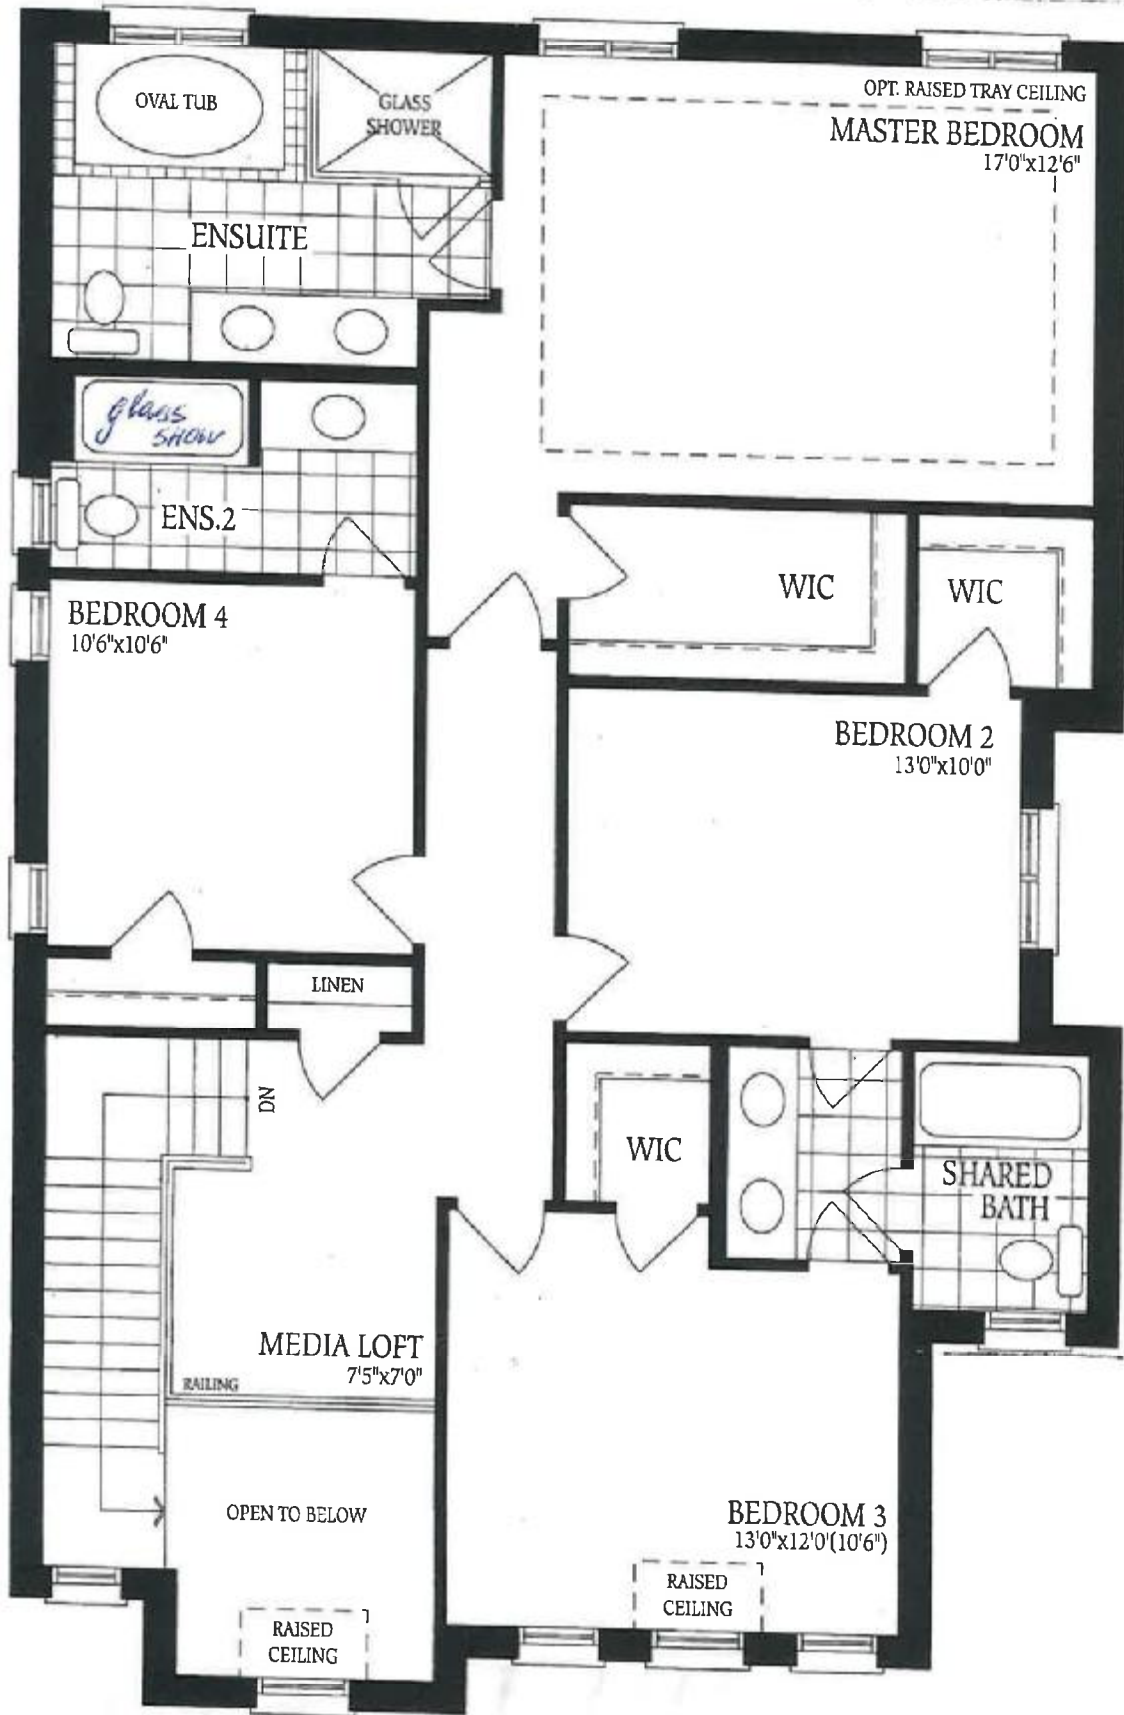 OVAL TUB
GLASS
SHOWER
OPT. RAISED TRAY CEILING
MASTER BEDROOM
17'0"x12'6"
ENSUITE
glass
SHOW
ENS.2
WIC
WIC
BEDROOM 4
10'6"x10'6"
BEDROOM 2
13'0"x10'0"
LINEN
DN
WIC
SHARED
BATH
MEDIA LOFT
7'5"x7'0"
RAILING
OPEN TO BELOW
BEDROOM 3
13'0"x12'0'(10'6")
RAISED
CEILING
RAISED
CEILING